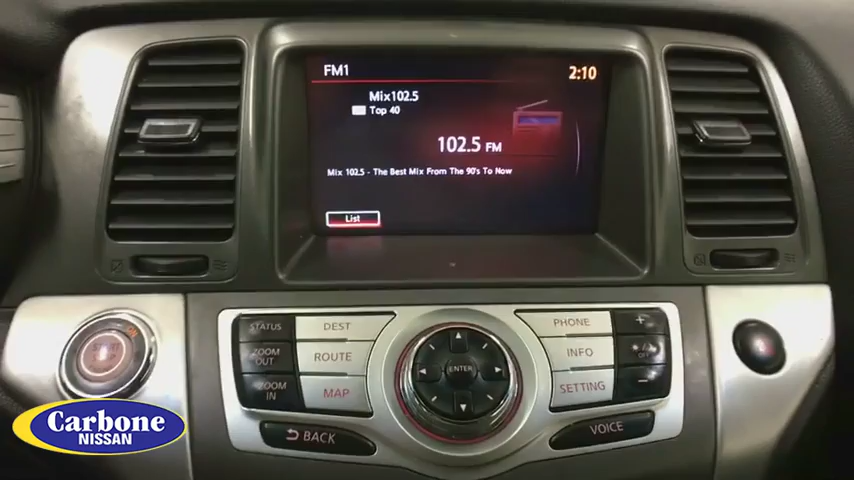 FM1
2:10
Mix102.5
Top 40
102.5 FM
Mix 102.5 - The Best Mix From The 90's To Now
List
STATUS
DEST
PHONE
+
ZOOM OUT
ROUTE
ENTER
INFO
OFF
ZOOM IN
MAP
SETTING
-
BACK
VOICE
ON
Carbone
NISSAN